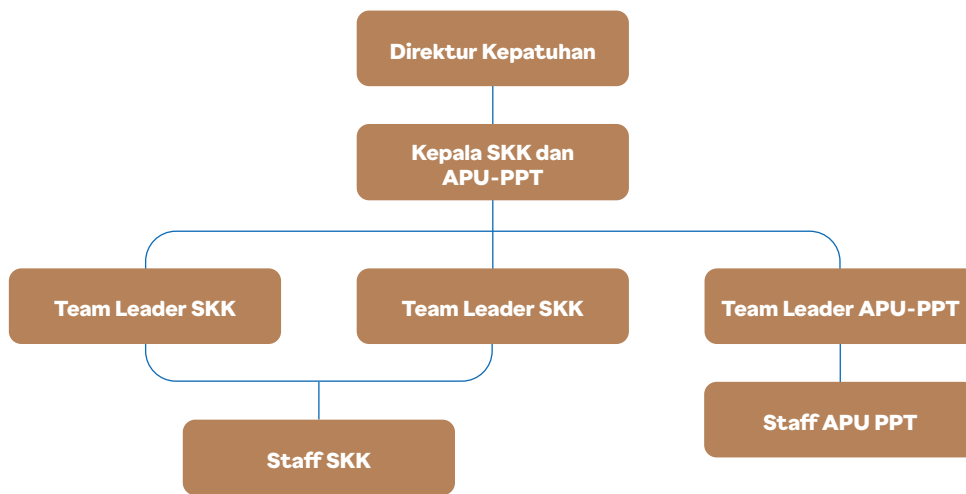 Direktur Kepatuhan
Kepala SKK dan
APU-PPT
Team Leader SKK
Team Leader SKK
Team Leader APU-PPT
Staff APU PPT
Staff SKK